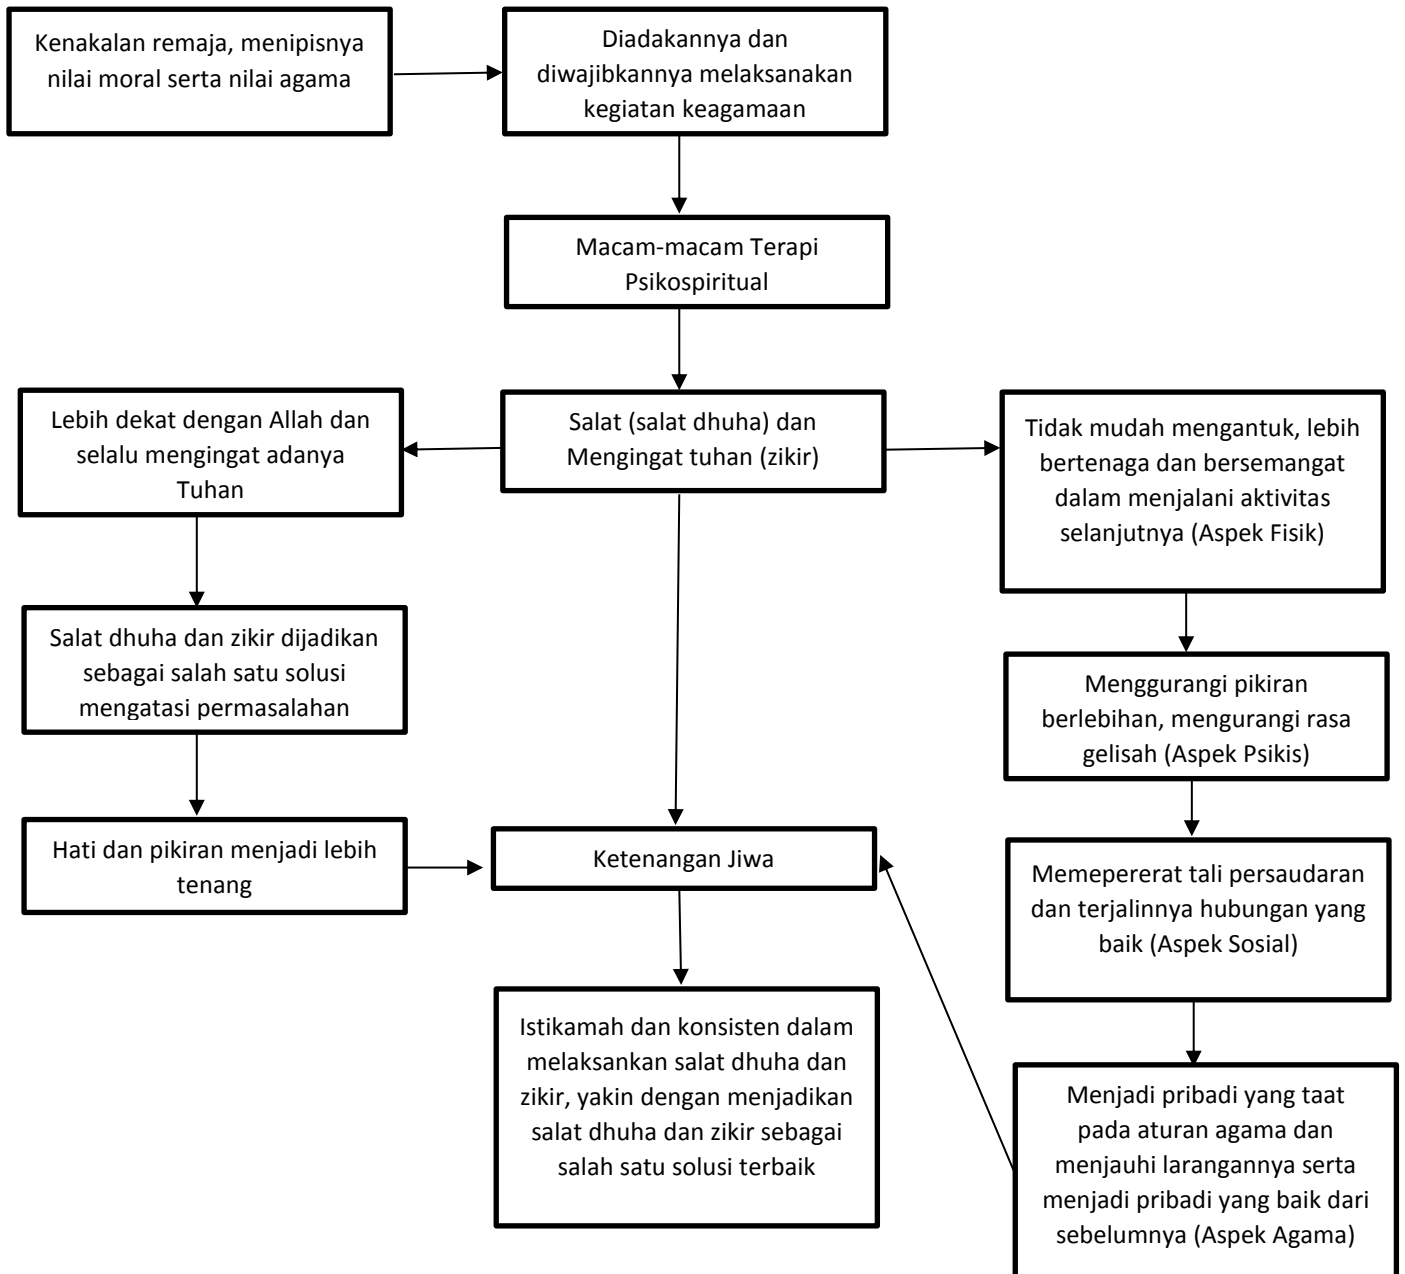 Kenakalan remaja, menipisnya
nilai moral serta nilai agama
Diadakannya dan
diwajibkannya melaksanakan
kegiatan keagamaan
Macam-macam Terapi
Psikospiritual
Lebih dekat dengan Allah dan
selalu mengingat adanya
Tuhan
Salat (salat dhuha) dan
Mengingat tuhan (zikir)
Tidak mudah mengantuk, lebih
bertenaga dan bersemangat
dalam menjalani aktivitas
selanjutnya (Aspek Fisik)
Salat dhuha dan zikir dijadikan
sebagai salah satu solusi
mengatasi permasalahan
Menggurangi pikiran
berlebihan, mengurangi rasa
gelisah (Aspek Psikis)
Hati dan pikiran menjadi lebih
tenang
Ketenangan Jiwa
Memepererat tali persaudaran
dan terjalinnya hubungan yang
baik (Aspek Sosial)
Istikamah dan konsisten dalam
melaksankan salat dhuha dan
zikir, yakin dengan menjadikan
salat dhuha dan zikir sebagai
salah satu solusi terbaik
Menjadi pribadi yang taat
pada aturan agama dan
menjauhi larangannya serta
menjadi pribadi yang baik dari
sebelumnya (Aspek Agama)